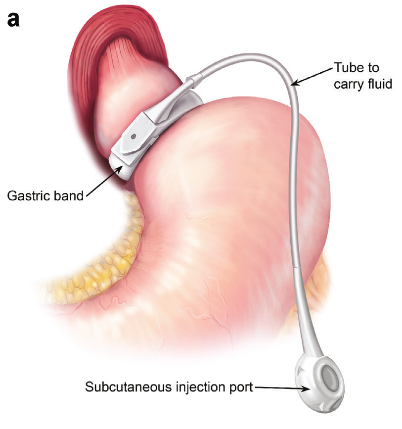 a
Tube to
carry fluid
Gastric band
Subcutaneous injection port